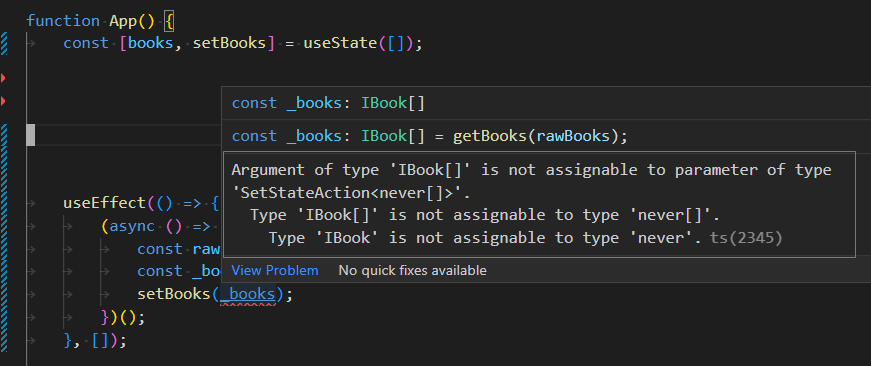 function App() {
const [books, setBooks] = useState([]);
const _books: IBook[]
const _books: IBook[] = getBooks(rawBooks);
Argument of type 'IBook[]' is not assignable to parameter of type
'SetStateAction<never[]>'.
Type 'IBook[]' is not assignable to type 'never[]'.
Type 'IBook' is not assignable to type 'never'. ts(2345)
View Problem No quick fixes available
useEffect(() => {
(async () =>
const raw
const _bo
setBooks(_books);
})();
}, []);